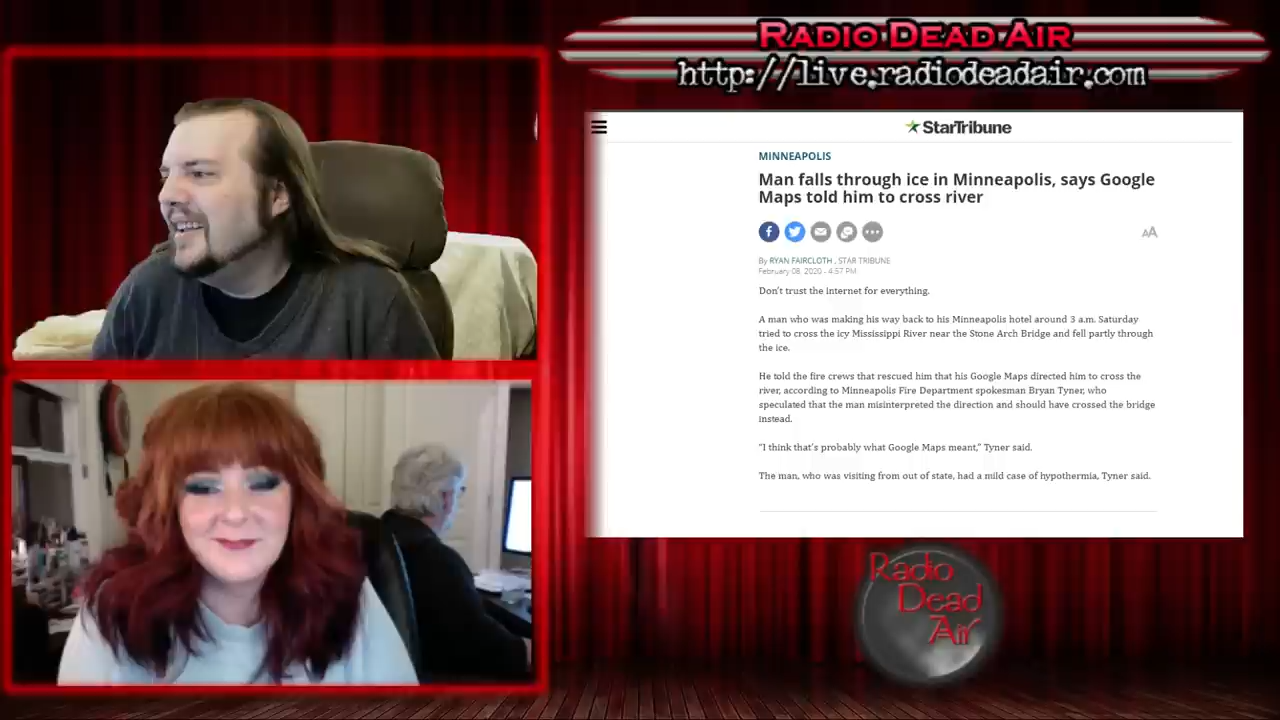 RADIO DEAD AIR
http://live.radiodeadair.com
StarTribune
MINNEAPOLIS
Man falls through ice in Minneapolis, says Google
Maps told him to cross river
AA
By RYAN FAIRCLOTH , STAR TRIBUNE
February 08, 2020 - 4:57 PM
Don't trust the internet for everything.
A man who was making his way back to his Minneapolis hotel around 3 a.m. Saturday
tried to cross the icy Mississippi River near the Stone Arch Bridge and fell partly through
the ice.
He told the fire crews that rescued him that his Google Maps directed him to cross the
river, according to Minneapolis Fire Department spokesman Bryan Tyner, who
speculated that the man misinterpreted the direction and should have crossed the bridge
instead.
“I think that's probably what Google Maps meant,” Tyner said.
The man, who was visiting from out of state, had a mild case of hypothermia, Tyner said.
Radio
Dead
Air